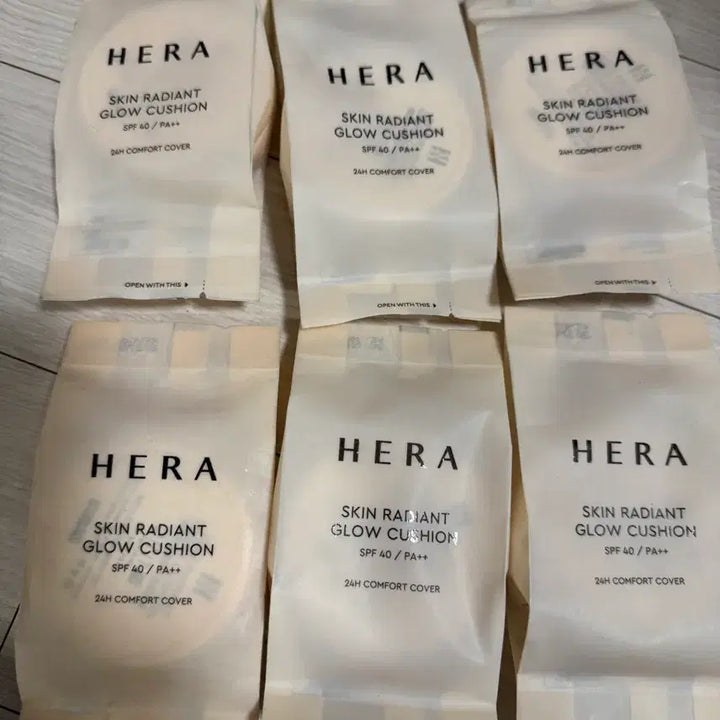 HERA
SKIN RADIANT
GLOW CUSHION
SPF 40 / PA++
24H COMFORT COVER
OPEN WITH THIS
HERA
SKIN RADIANT
GLOW CUSHION
SPF 40 / PA++
24H COMFORT COVER
OPEN WITH THIS
HERA
SKIN RADIANT
GLOW CUSHION
SPF 40 / PA++
24H COMFORT COVER
OPEN WITH THIS
HERA
SKIN RADIANT
GLOW CUSHION
SPF 40 / PA++
24H COMFORT COVER
HERA
SKIN RADIANT
GLOW CUSHION
SPF 40 / PA++
24H COMFORT COVER
HERA
SKIN RADIANT
GLOW CUSHION
SPF 40 / PA++
24H COMFORT COVER